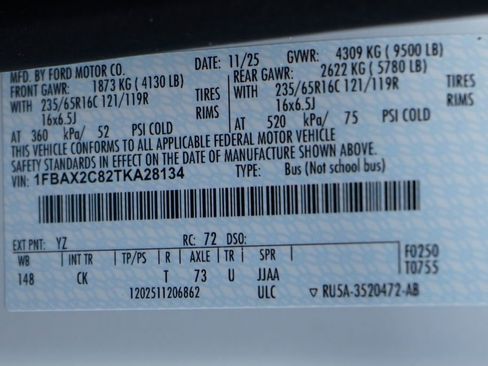 MFD. BY FORD MOTOR CO. DATE: 11/25 GVWR: 4309 KG (9500 LB)
FRONT GAWR: 1873 KG (4130 LB) REAR GAWR: 2622 KG (5780 LB)
WITH 235/65R16C 121/119R TIRES WITH 235/65R16C 121/119R TIRES
16x6.5J RIMS 16x6.5J RIMS
AT 360 kPa/ 52 PSI COLD AT 520 kPa/ 75 PSI COLD
THIS VEHICLE CONFORMS TO ALL APPLICABLE FEDERAL MOTOR VEHICLE
SAFETY STANDARDS IN EFFECT ON THE DATE OF MANUFACTURE SHOWN ABOVE.
VIN: 1FBAX2C82TKA28134 TYPE: Bus (Not school bus)
EXT PNT: YZ RC: 72 DSO: F0250
WB INT TR TP/PS R AXLE TR SPR T0755
148 CK T 73 U JJAA
1202511206862 ULC ▽ RU5A-3520472-AB